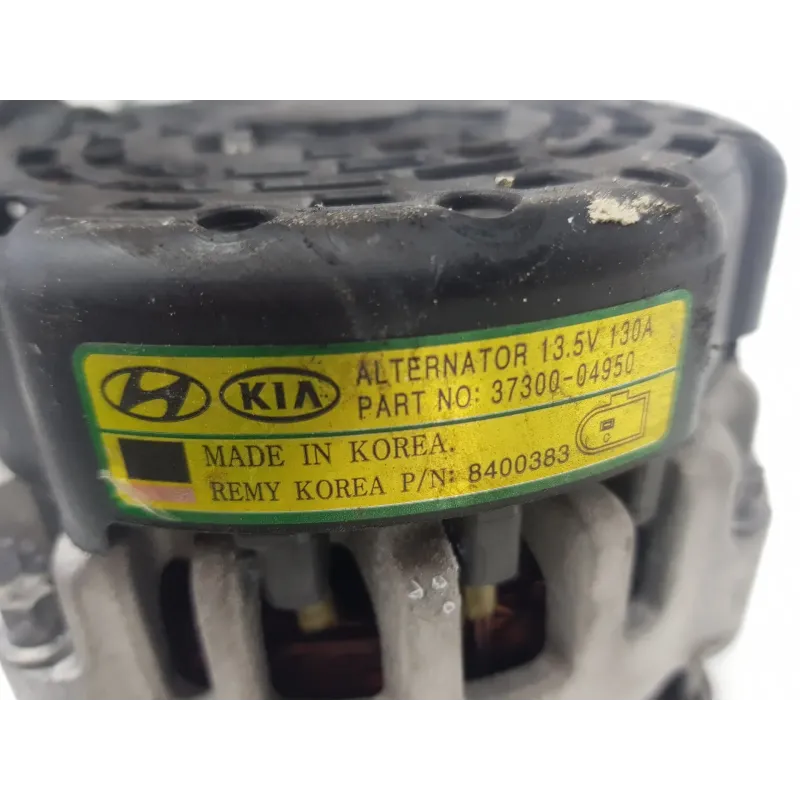 KIA ALTERNATOR 13.5V 130A
PART NO: 37300-04950
MADE IN KOREA.
REMY KOREA P/N: 8400383
C